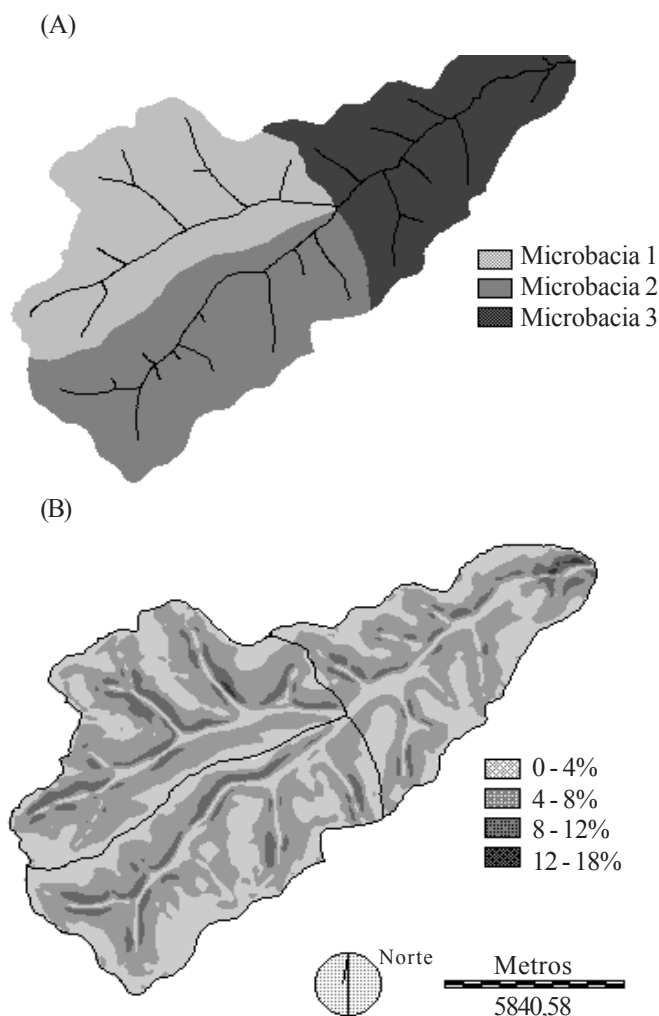 (A)
Microbacia 1
Microbacia 2
Microbacia 3
(B)
0 - 4%
4 - 8%
8 - 12%
12 - 18%
Norte
Metros
5840,58